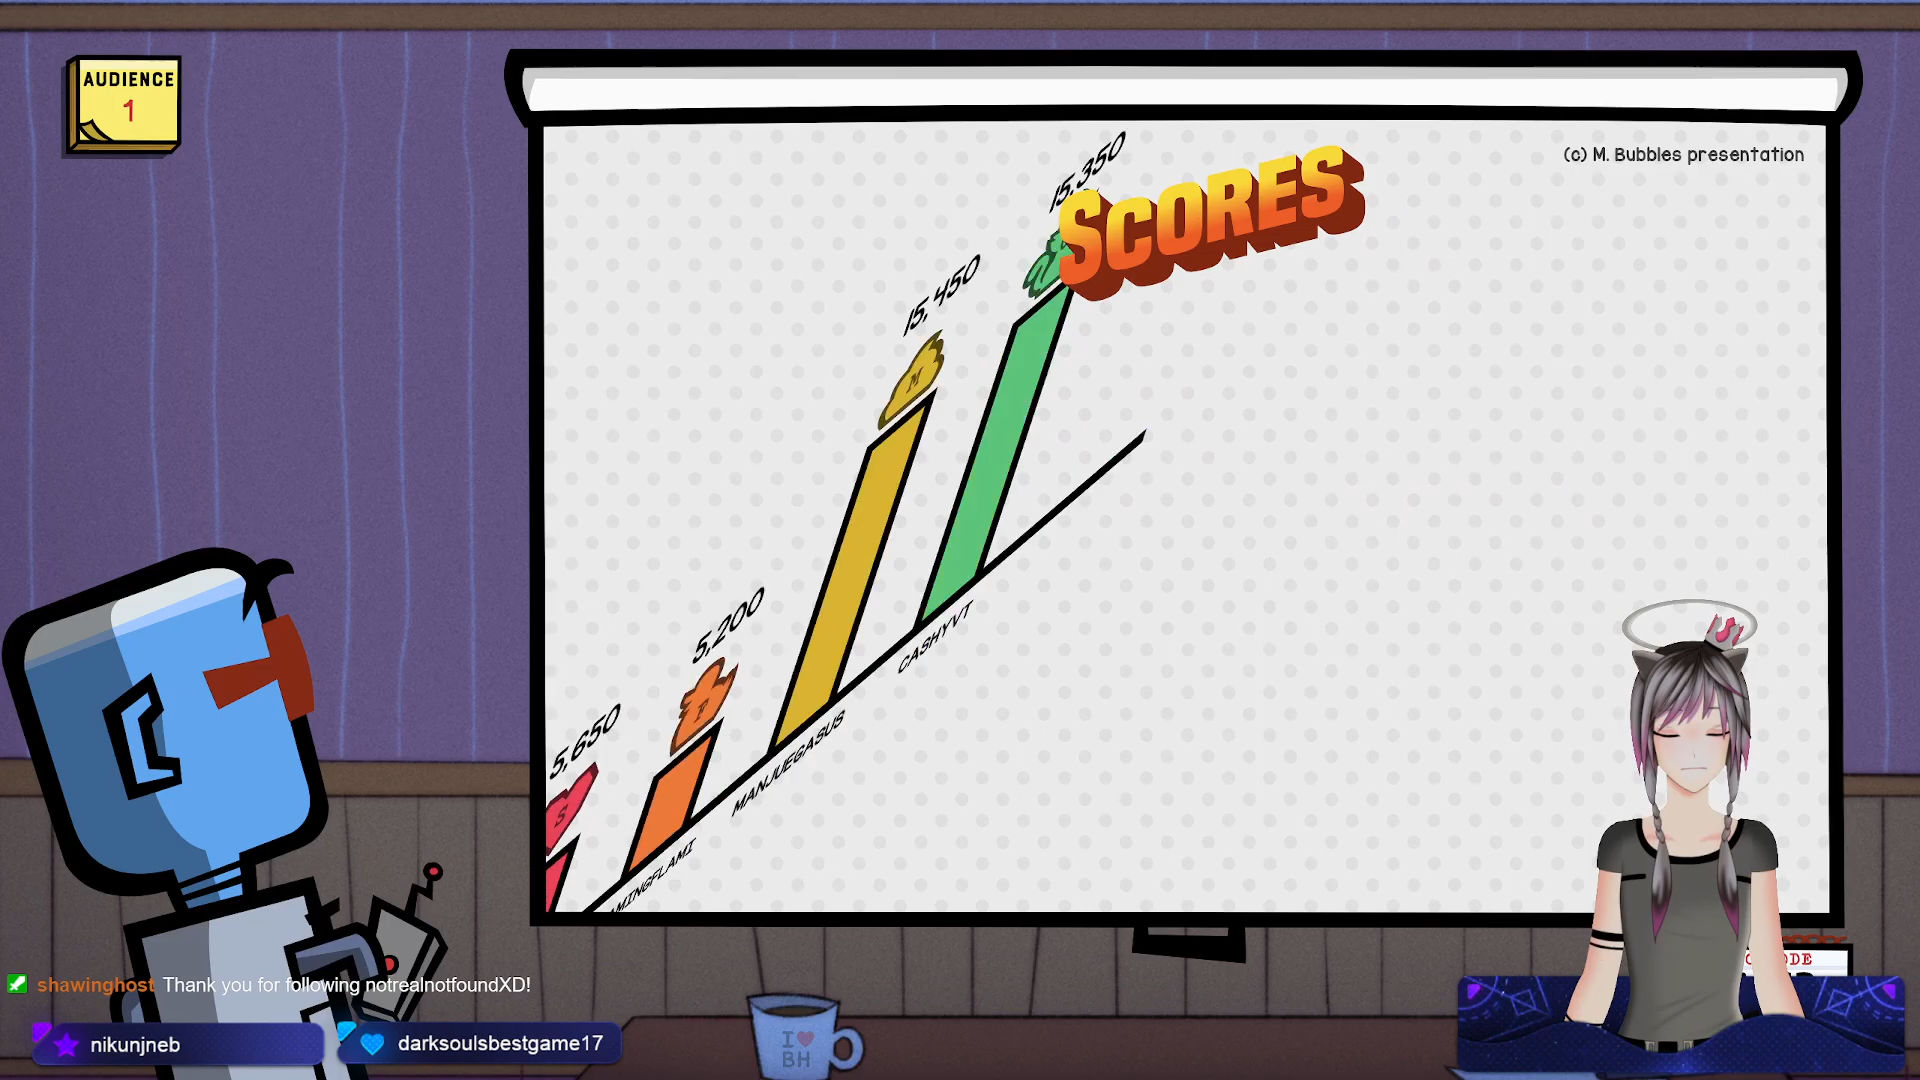 AUDIENCE
1
(c) M. Bubbles presentation
SCORES
15,350
15,450
M
5,200
F
5,650
S
CASHYVT
MANJUEGASUS
AMINGFLAMI
shawinghost Thank you for following notrealnotfoundXD!
nikunjneb
darksoulsbestgame17
I ❤ BH